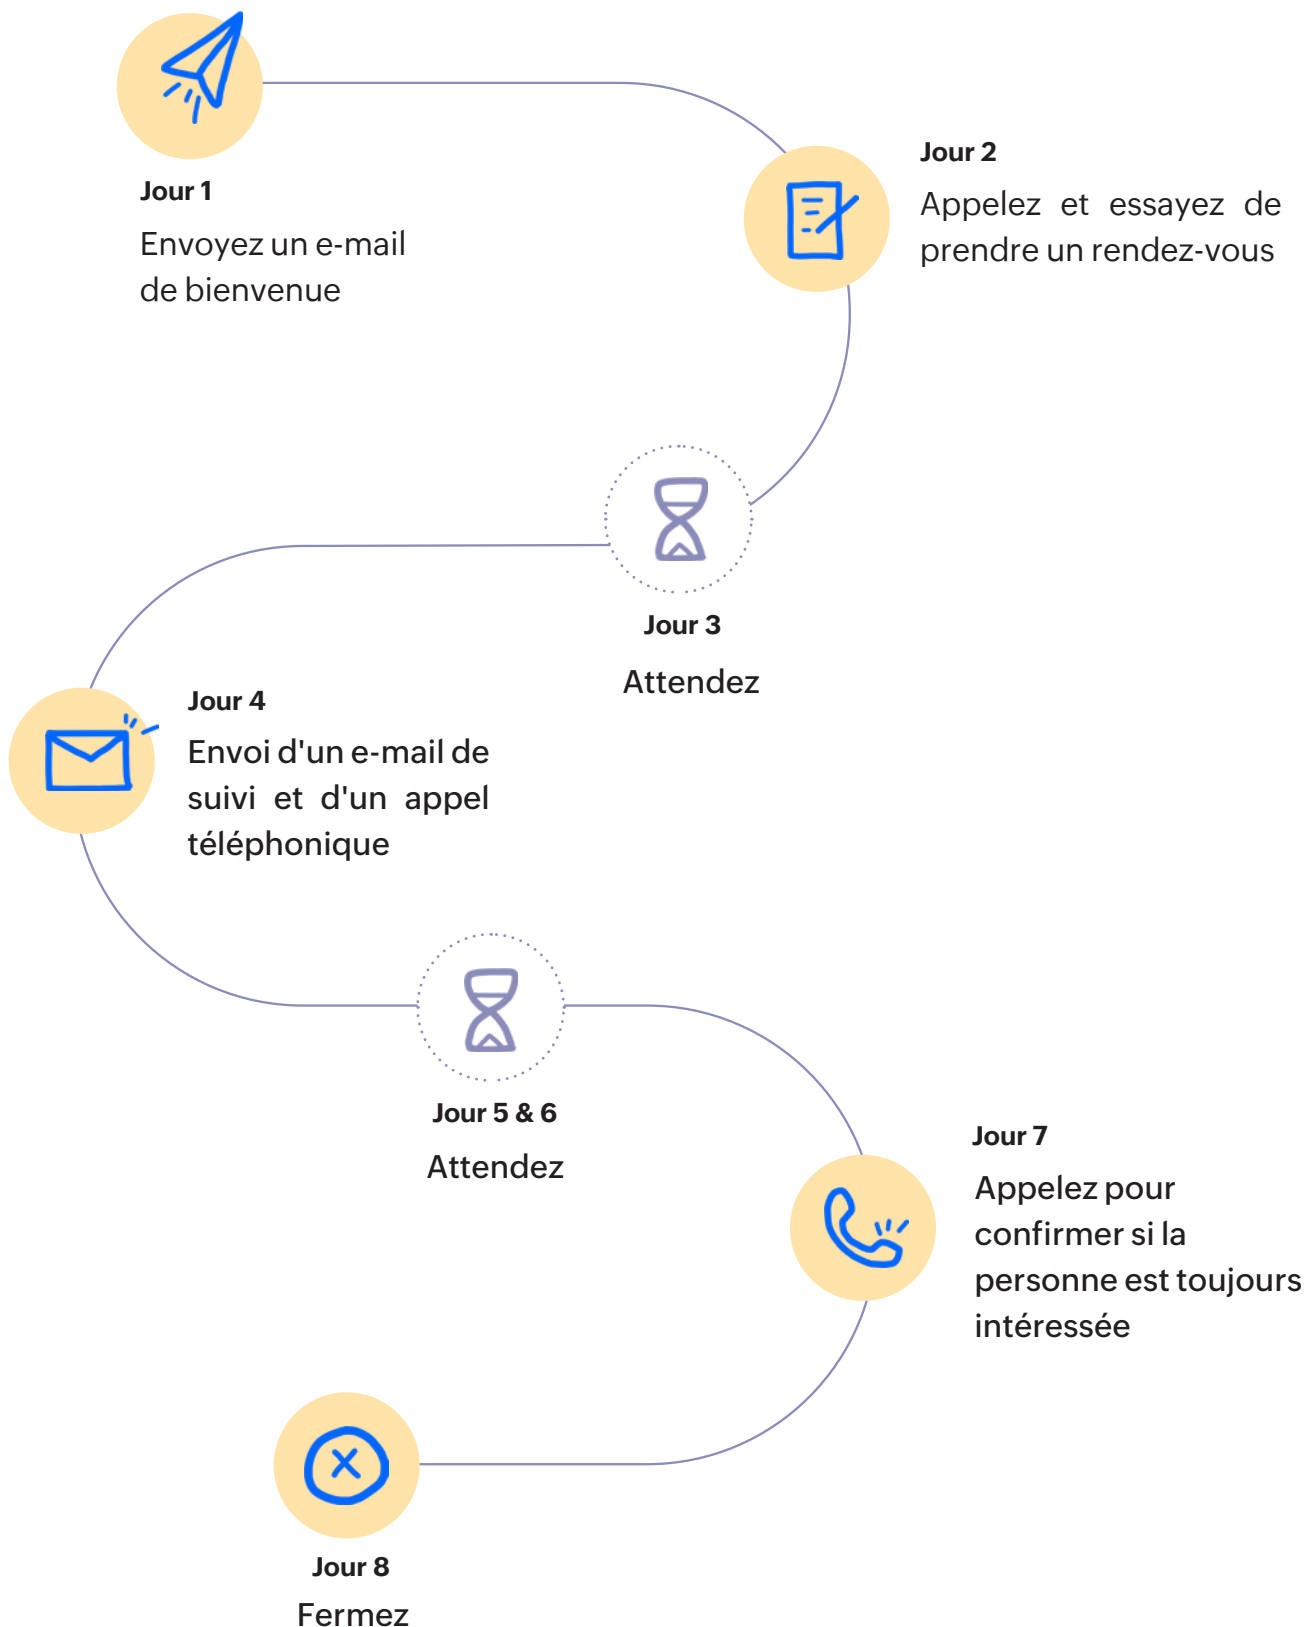 Jour 1
Envoyez un e-mail
de bienvenue
Jour 2
Appelez et essayez de
prendre un rendez-vous
Jour 3
Attendez
Jour 4
Envoi d'un e-mail de
suivi et d'un appel
téléphonique
Jour 5 & 6
Attendez
Jour 7
Appelez pour
confirmer si la
personne est toujours
intéressée
Jour 8
Fermez